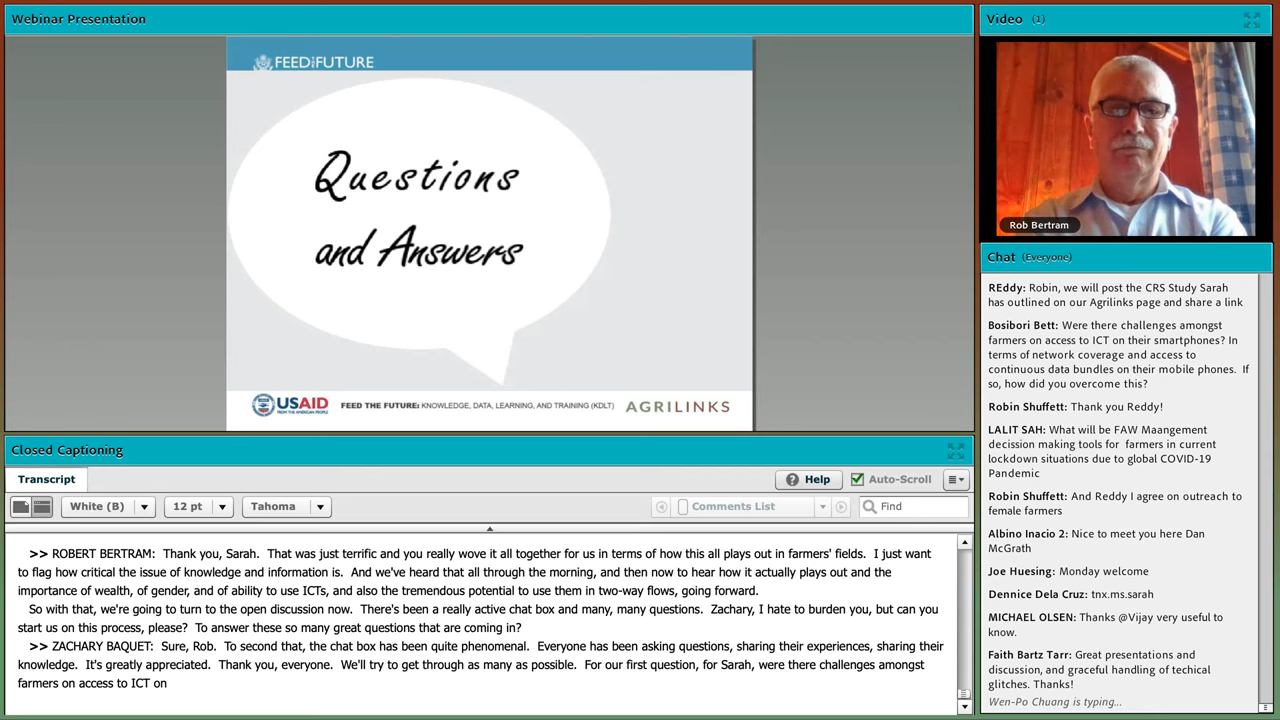 Webinar Presentation
FEED THE FUTURE
Questions
and Answers
USAID
FROM THE AMERICAN PEOPLE
FEED THE FUTURE: KNOWLEDGE, DATA, LEARNING, AND TRAINING (KDLT)
AGRILINKS
Closed Captioning
Transcript
Help
Auto-Scroll
White (B)
12 pt
Tahoma
Comments List
Find
>> ROBERT BERTRAM: Thank you, Sarah. That was just terrific and you really wove it all together for us in terms of how this all plays out in farmers' fields. I just want
to flag how critical the issue of knowledge and information is. And we've heard that all through the morning, and then now to hear how it actually plays out and the
importance of wealth, of gender, and of ability to use ICTs, and also the tremendous potential to use them in two-way flows, going forward.
So with that, we're going to turn to the open discussion now. There's been a really active chat box and many, many questions. Zachary, I hate to burden you, but can you
start us on this process, please? To answer these so many great questions that are coming in?
>> ZACHARY BAQUET: Sure, Rob. To second that, the chat box has been quite phenomenal. Everyone has been asking questions, sharing their experiences, sharing their
knowledge. It's greatly appreciated. Thank you, everyone. We'll try to get through as many as possible. For our first question, for Sarah, were there challenges amongst
farmers on access to ICT on
Video (1)
Rob Bertram
Chat (Everyone)
REddy: Robin, we will post the CRS Study Sarah
has outlined on our Agrilinks page and share a link
Bosibori Bett: Were there challenges amongst
farmers on access to ICT on their smartphones? In
terms of network coverage and access to
continuous data bundles on their mobile phones. If
so, how did you overcome this?
Robin Shuffett: Thank you Reddy!
LALIT SAH: What will be FAW Maangement
decission making tools for farmers in current
lockdown situations due to global COVID-19
Pandemic
Robin Shuffett: And Reddy I agree on outreach to
female farmers
Albino Inacio 2: Nice to meet you here Dan
McGrath
Joe Huesing: Monday welcome
Dennice Dela Cruz: tnx.ms.sarah
MICHAEL OLSEN: Thanks @Vijay very useful to
know.
Faith Bartz Tarr: Great presentations and
discussion, and graceful handling of techical
glitches. Thanks!
Wen-Po Chuang is typing...